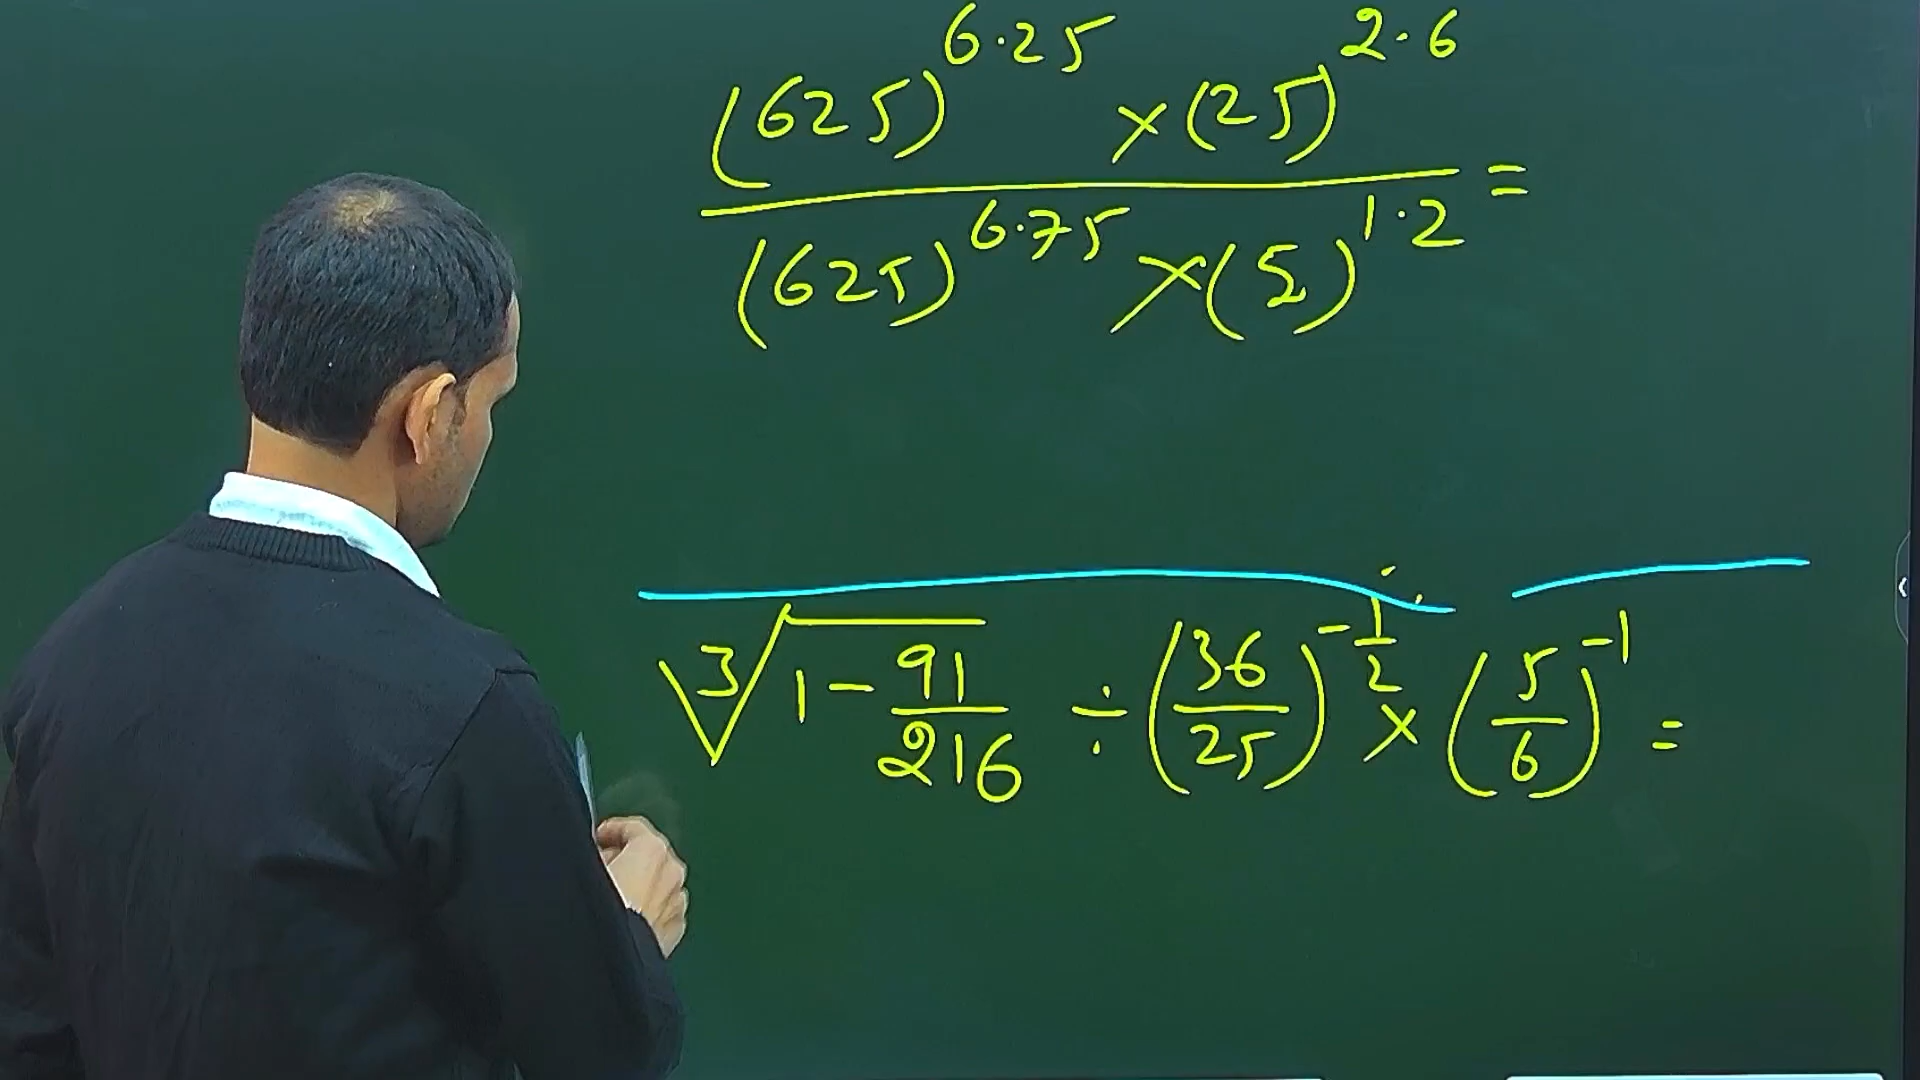 (625)^6.25 × (25)^2.6
(625)^6.75 × (5)^1.2 =
∛1 - 91/216 ÷ (36/25)^-1/2 × (5/6)^-1 =